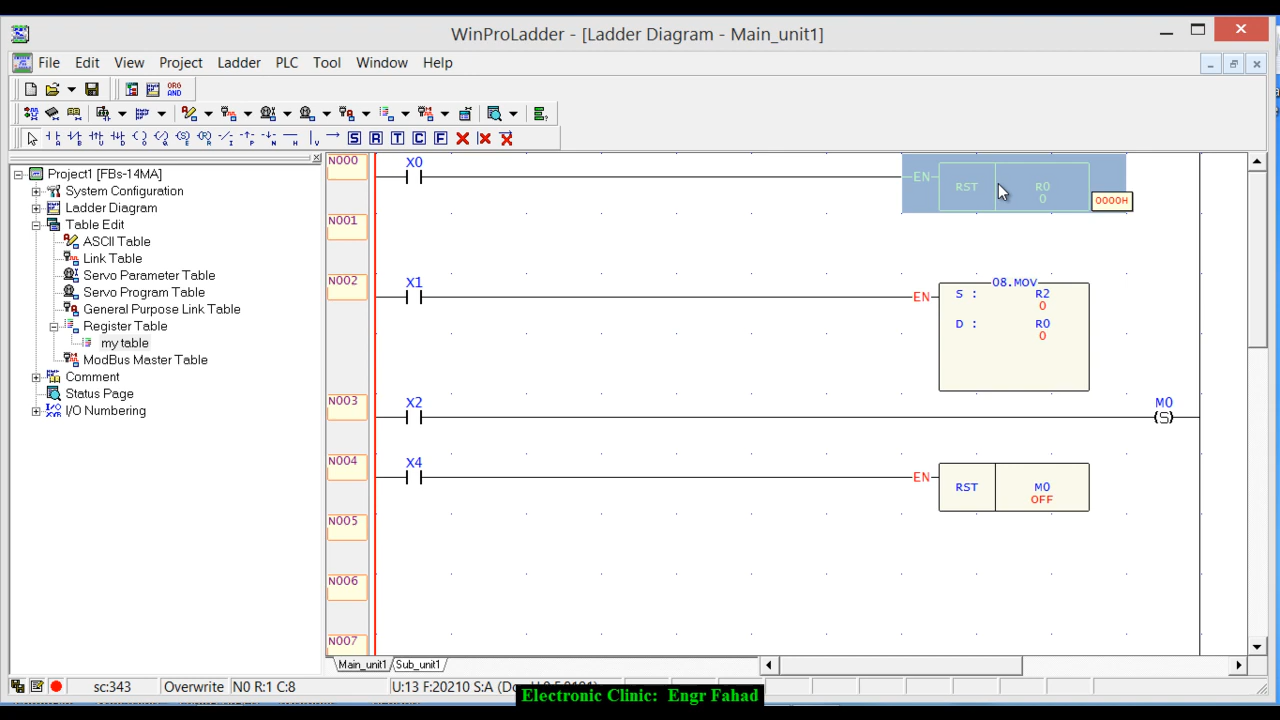 WinProLadder - [Ladder Diagram - Main_unit1]
File Edit View Project Ladder PLC Tool Window Help
ORG
AND
A B U D Q S R I P N H V S R T C F
Project1 [FBs-14MA]
System Configuration
Ladder Diagram
Table Edit
ASCII Table
Link Table
Servo Parameter Table
Servo Program Table
General Purpose Link Table
Register Table
my table
ModBus Master Table
Comment
Status Page
I/O Numbering
N000 X0
EN RST R0
0
0000H
N001
N002 X1
08.MOV
EN S : R2
0
D : R0
0
N003 X2 M0
(S)
N004 X4
EN RST M0
OFF
N005
N006
N007
Main_unit1 Sub_unit1
sc:343 Overwrite N0 R:1 C:8 U:13 F:20210 S:A
Electronic Clinic: Engr Fahad